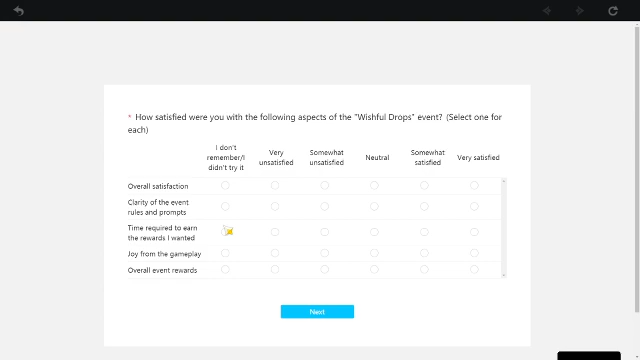 * How satisfied were you with the following aspects of the "Wishful Drops" event? (Select one for
each)
I don't
remember/I
didn't try it
Very
unsatisfied
Somewhat
unsatisfied
Neutral
Somewhat
satisfied
Very satisfied
Overall satisfaction
Clarity of the event
rules and prompts
Time required to earn
the rewards I wanted
Joy from the gameplay
Overall event rewards
Next